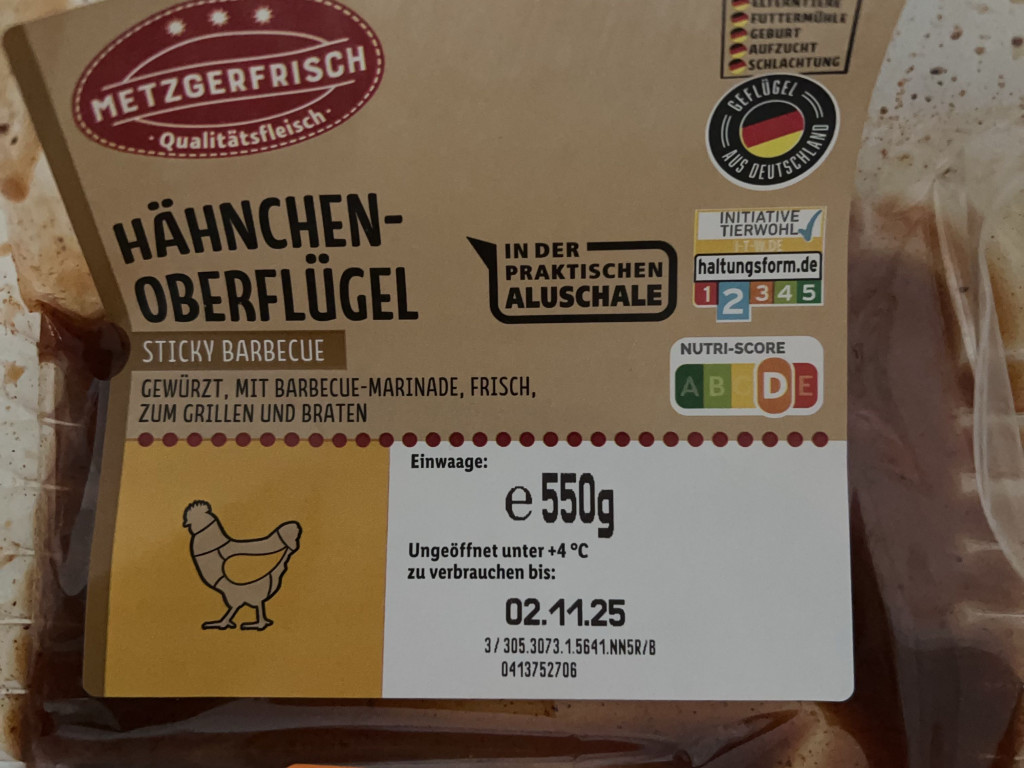 METZGERFRISCH
· Qualitätsfleisch ·
ELTERNTIERE
FUTTERMÜHLE
GEBURT
AUFZUCHT
SCHLACHTUNG
GEFLÜGEL
AUS DEUTSCHLAND
HÄHNCHEN-
OBERFLÜGEL
STICKY BARBECUE
GEWÜRZT, MIT BARBECUE-MARINADE, FRISCH,
ZUM GRILLEN UND BRATEN
IN DER
PRAKTISCHEN
ALUSCHALE
INITIATIVE
TIERWOHL
I-T-W.DE
haltungsform.de
1 2 3 4 5
NUTRI-SCORE
A B C D E
Einwaage:
e 550g
Ungeöffnet unter +4 °C
zu verbrauchen bis:
02.11.25
3 / 305.3073.1.5641.NN5R/B
0413752706